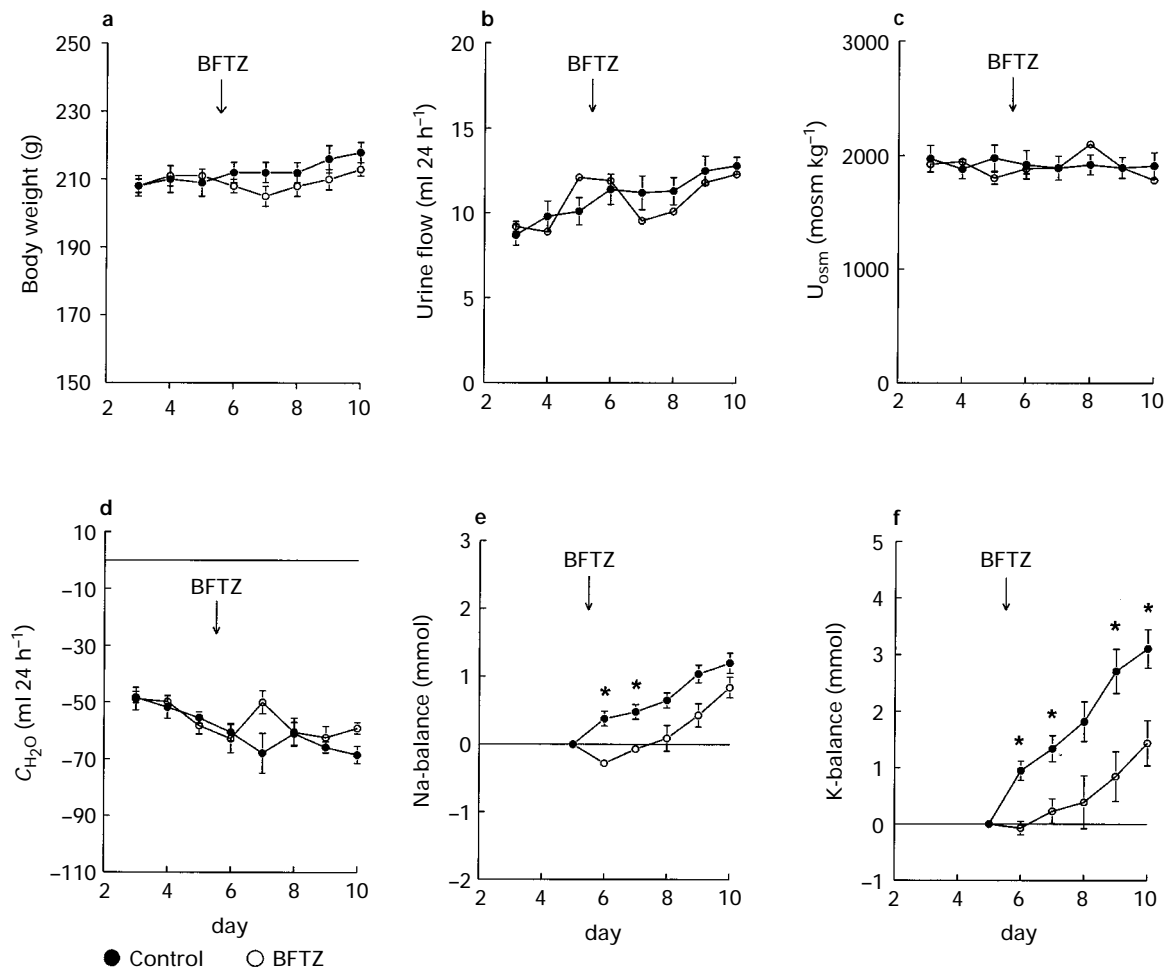 a
250
230
210
190
170
150
2 4 6 8 10
Body weight (g)
BFTZ
b
20
15
10
5
0
2 4 6 8 10
Urine flow (ml 24 h⁻¹)
BFTZ
c
3000
2000
1000
0
2 4 6 8 10
Uosm (mosm kg⁻¹)
BFTZ
d
10
−10
−30
−50
−70
−90
−110
2 4 6 8 10
CH2O (ml 24 h⁻¹)
BFTZ
day
e
3
2
1
0
−1
−2
2 4 6 8 10
Na-balance (mmol)
BFTZ
* *
day
f
5
4
3
2
1
0
−1
2 4 6 8 10
K-balance (mmol)
BFTZ
* * * *
day
● Control ○ BFTZ